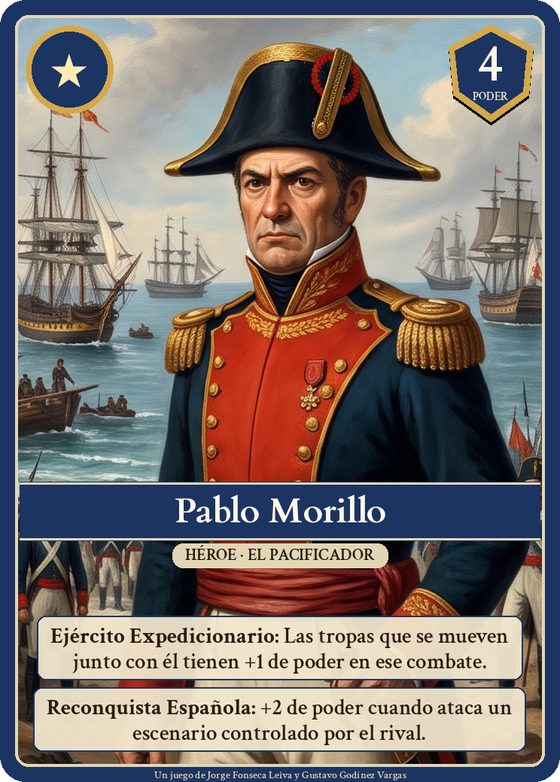 4
PODER
Pablo Morillo
HÉROE · EL PACIFICADOR
Ejército Expedicionario: Las tropas que se mueven
junto con él tienen +1 de poder en ese combate.
Reconquista Española: +2 de poder cuando ataca un
escenario controlado por el rival.
Un juego de Jorge Fonseca Leiva y Gustavo Godínez Vargas